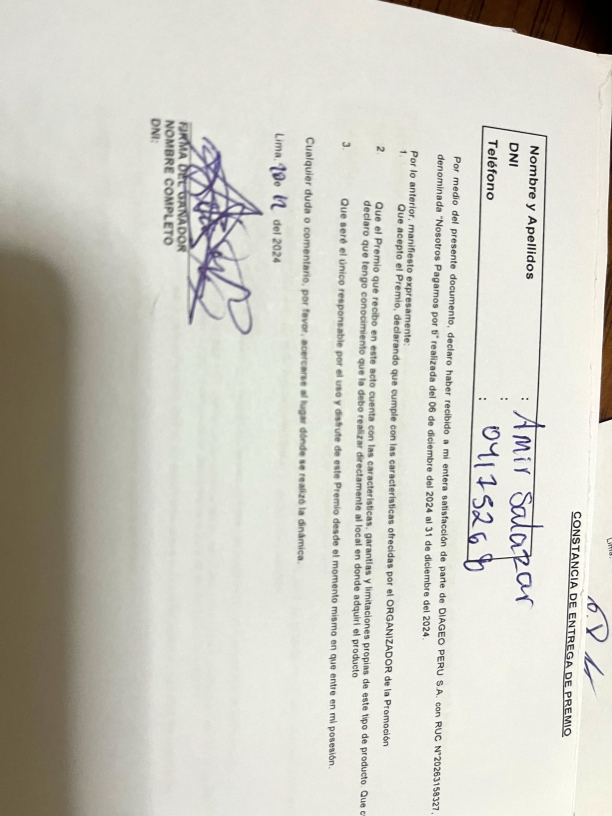 Lima,
CONSTANCIA DE ENTREGA DE PREMIO
Nombre y Apellidos : Amir Salazar
DNI : 04175268
Teléfono :
Por medio del presente documento, declaro haber recibido a mi entera satisfacción de parte de DIAGEO PERU S.A. con RUC N°20263158327,
denominada "Nosotros Pagamos por ti" realizada del 06 de diciembre del 2024 al 31 de diciembre del 2024.
Por lo anterior, manifiesto expresamente:
1. Que acepto el Premio, declarando que cumple con las características ofrecidas por el ORGANIZADOR de la Promoción
2 Que el Premio que recibo en este acto cuenta con las características, garantías y limitaciones propias de este tipo de producto. Que
declaro que tengo conocimiento que la debo realizar directamente al local en donde adquirí el producto
3. Que seré el único responsable por el uso y disfrute de este Premio desde el momento mismo en que entre en mi posesión.
Cualquier duda o comentario, por favor, acercarse al lugar donde se realizó la dinámica.
Lima, de del 2024
FIRMA DEL GANADOR
NOMBRE COMPLETO
DNI: